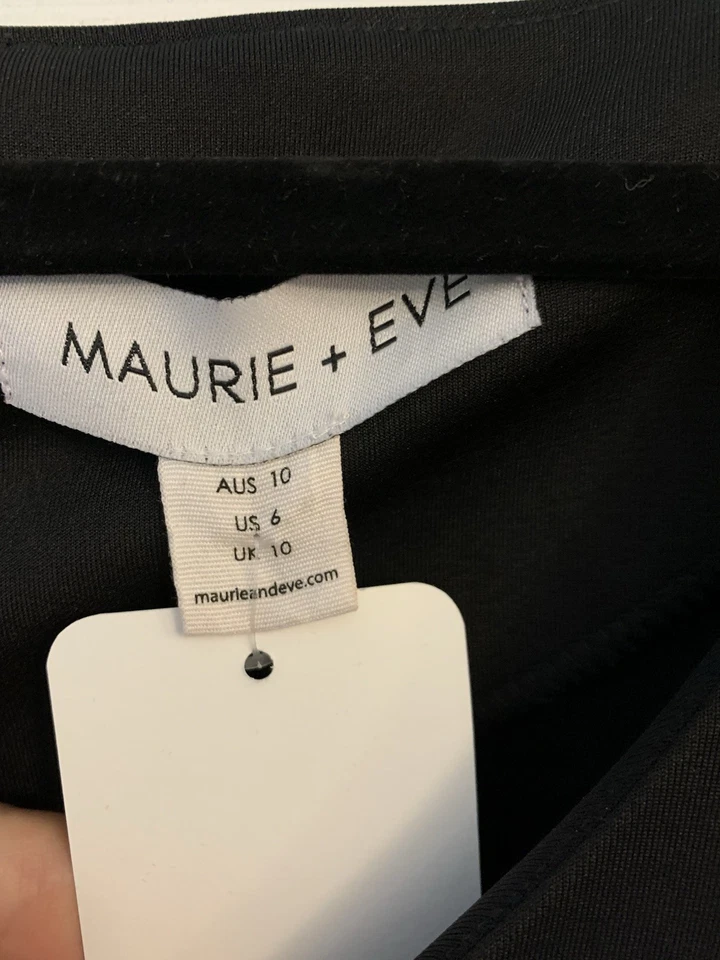 MAURIE + EVE
AUS 10
US 6
UK 10
maurieandeve.com